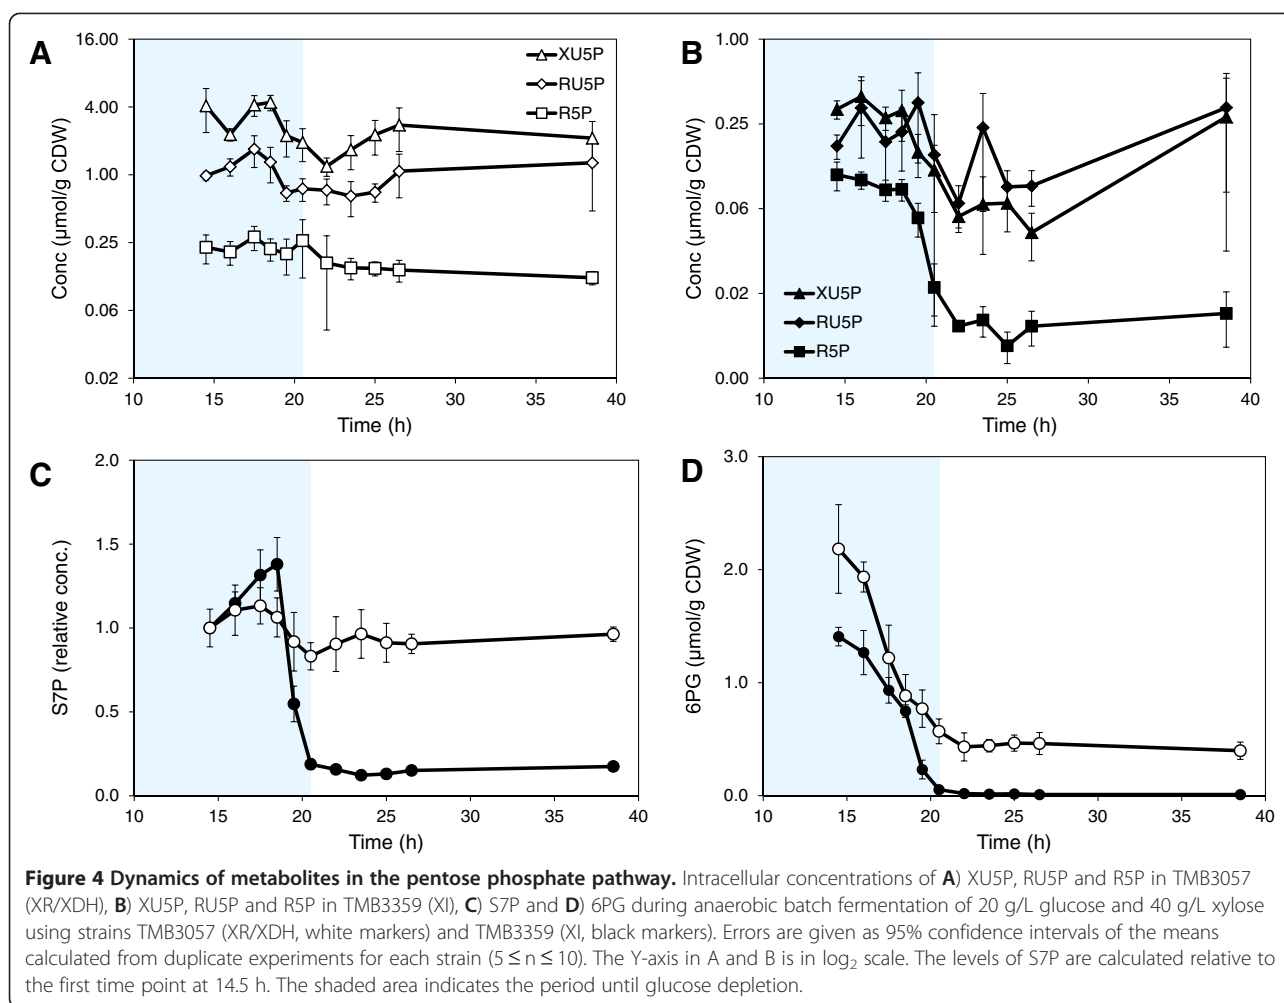 A
16.00
4.00
1.00
0.25
0.06
0.02
Conc (µmol/g CDW)
XU5P
RU5P
R5P
10 15 20 25 30 35 40
Time (h)
B
1.00
0.25
0.06
0.02
0.00
Conc (µmol/g CDW)
XU5P
RU5P
R5P
10 15 20 25 30 35 40
Time (h)
C
2.0
1.5
1.0
0.5
0.0
S7P (relative conc.)
10 15 20 25 30 35 40
Time (h)
D
3.0
2.0
1.0
0.0
6PG (µmol/g CDW)
10 15 20 25 30 35 40
Time (h)
Figure 4 Dynamics of metabolites in the pentose phosphate pathway. Intracellular concentrations of A) XU5P, RU5P and R5P in TMB3057
(XR/XDH), B) XU5P, RU5P and R5P in TMB3359 (XI), C) S7P and D) 6PG during anaerobic batch fermentation of 20 g/L glucose and 40 g/L xylose
using strains TMB3057 (XR/XDH, white markers) and TMB3359 (XI, black markers). Errors are given as 95% confidence intervals of the means
calculated from duplicate experiments for each strain (5 ≤ n ≤ 10). The Y-axis in A and B is in log₂ scale. The levels of S7P are calculated relative to
the first time point at 14.5 h. The shaded area indicates the period until glucose depletion.